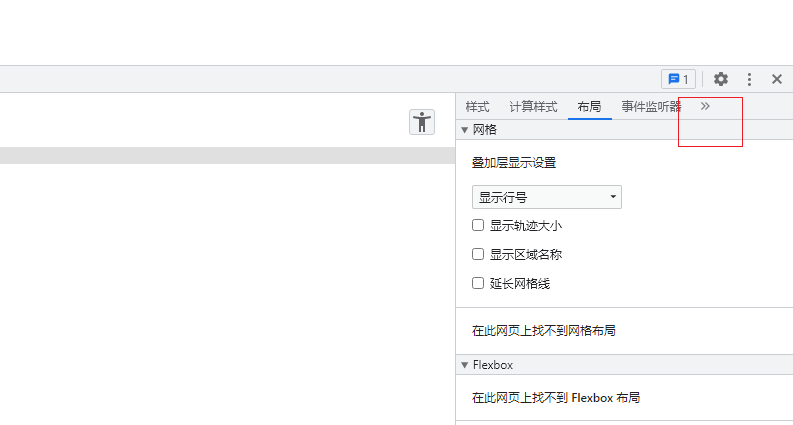 1
样式 计算样式 布局 事件监听器
网格
叠加层显示设置
显示行号
显示轨迹大小
显示区域名称
延长网格线
在此网页上找不到网格布局
Flexbox
在此网页上找不到 Flexbox 布局